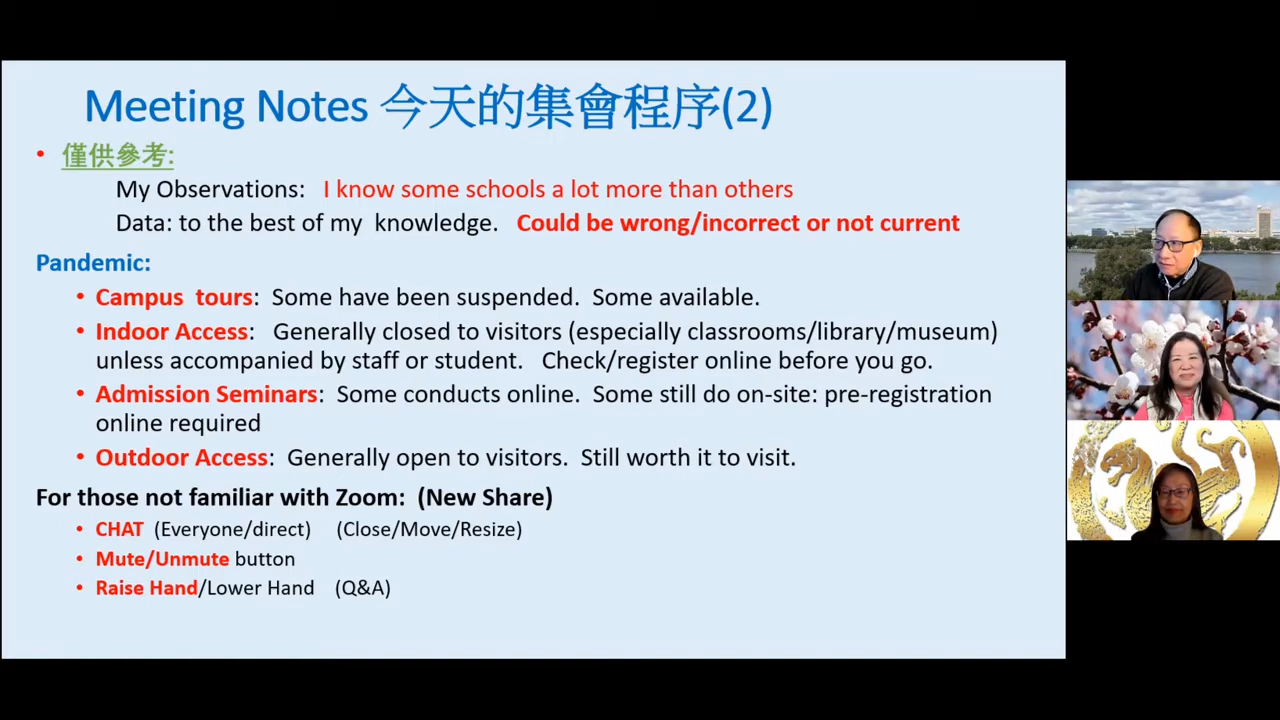 Meeting Notes 今天的集會程序(2)
• 僅供參考:
My Observations: I know some schools a lot more than others
Data: to the best of my knowledge. Could be wrong/incorrect or not current
Pandemic:
• Campus tours: Some have been suspended. Some available.
• Indoor Access: Generally closed to visitors (especially classrooms/library/museum)
unless accompanied by staff or student. Check/register online before you go.
• Admission Seminars: Some conducts online. Some still do on-site: pre-registration
online required
• Outdoor Access: Generally open to visitors. Still worth it to visit.
For those not familiar with Zoom: (New Share)
• CHAT (Everyone/direct) (Close/Move/Resize)
• Mute/Unmute button
• Raise Hand/Lower Hand (Q&A)